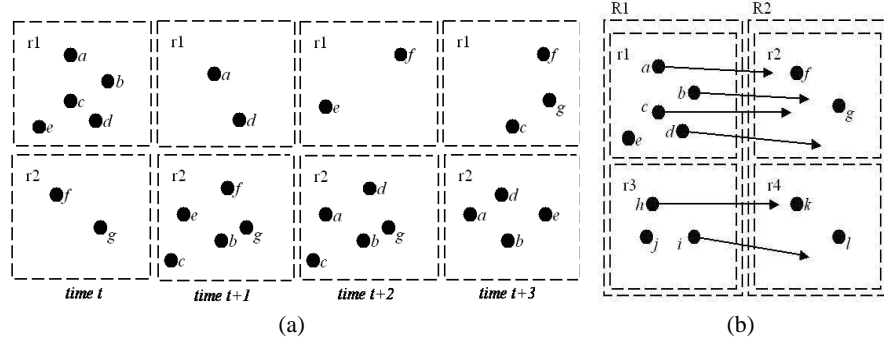 R1 R2
r1 r1 r1 r1
a f f
b a
c e g
e d d c
r2 r2 r2 r2
f f d d
e a a e
g b g b g b
c c
time t time t+1 time t+2 time t+3
(a)
r1 r2
a f
b
c g
e d
r3 r4
h k
j i l
(b)